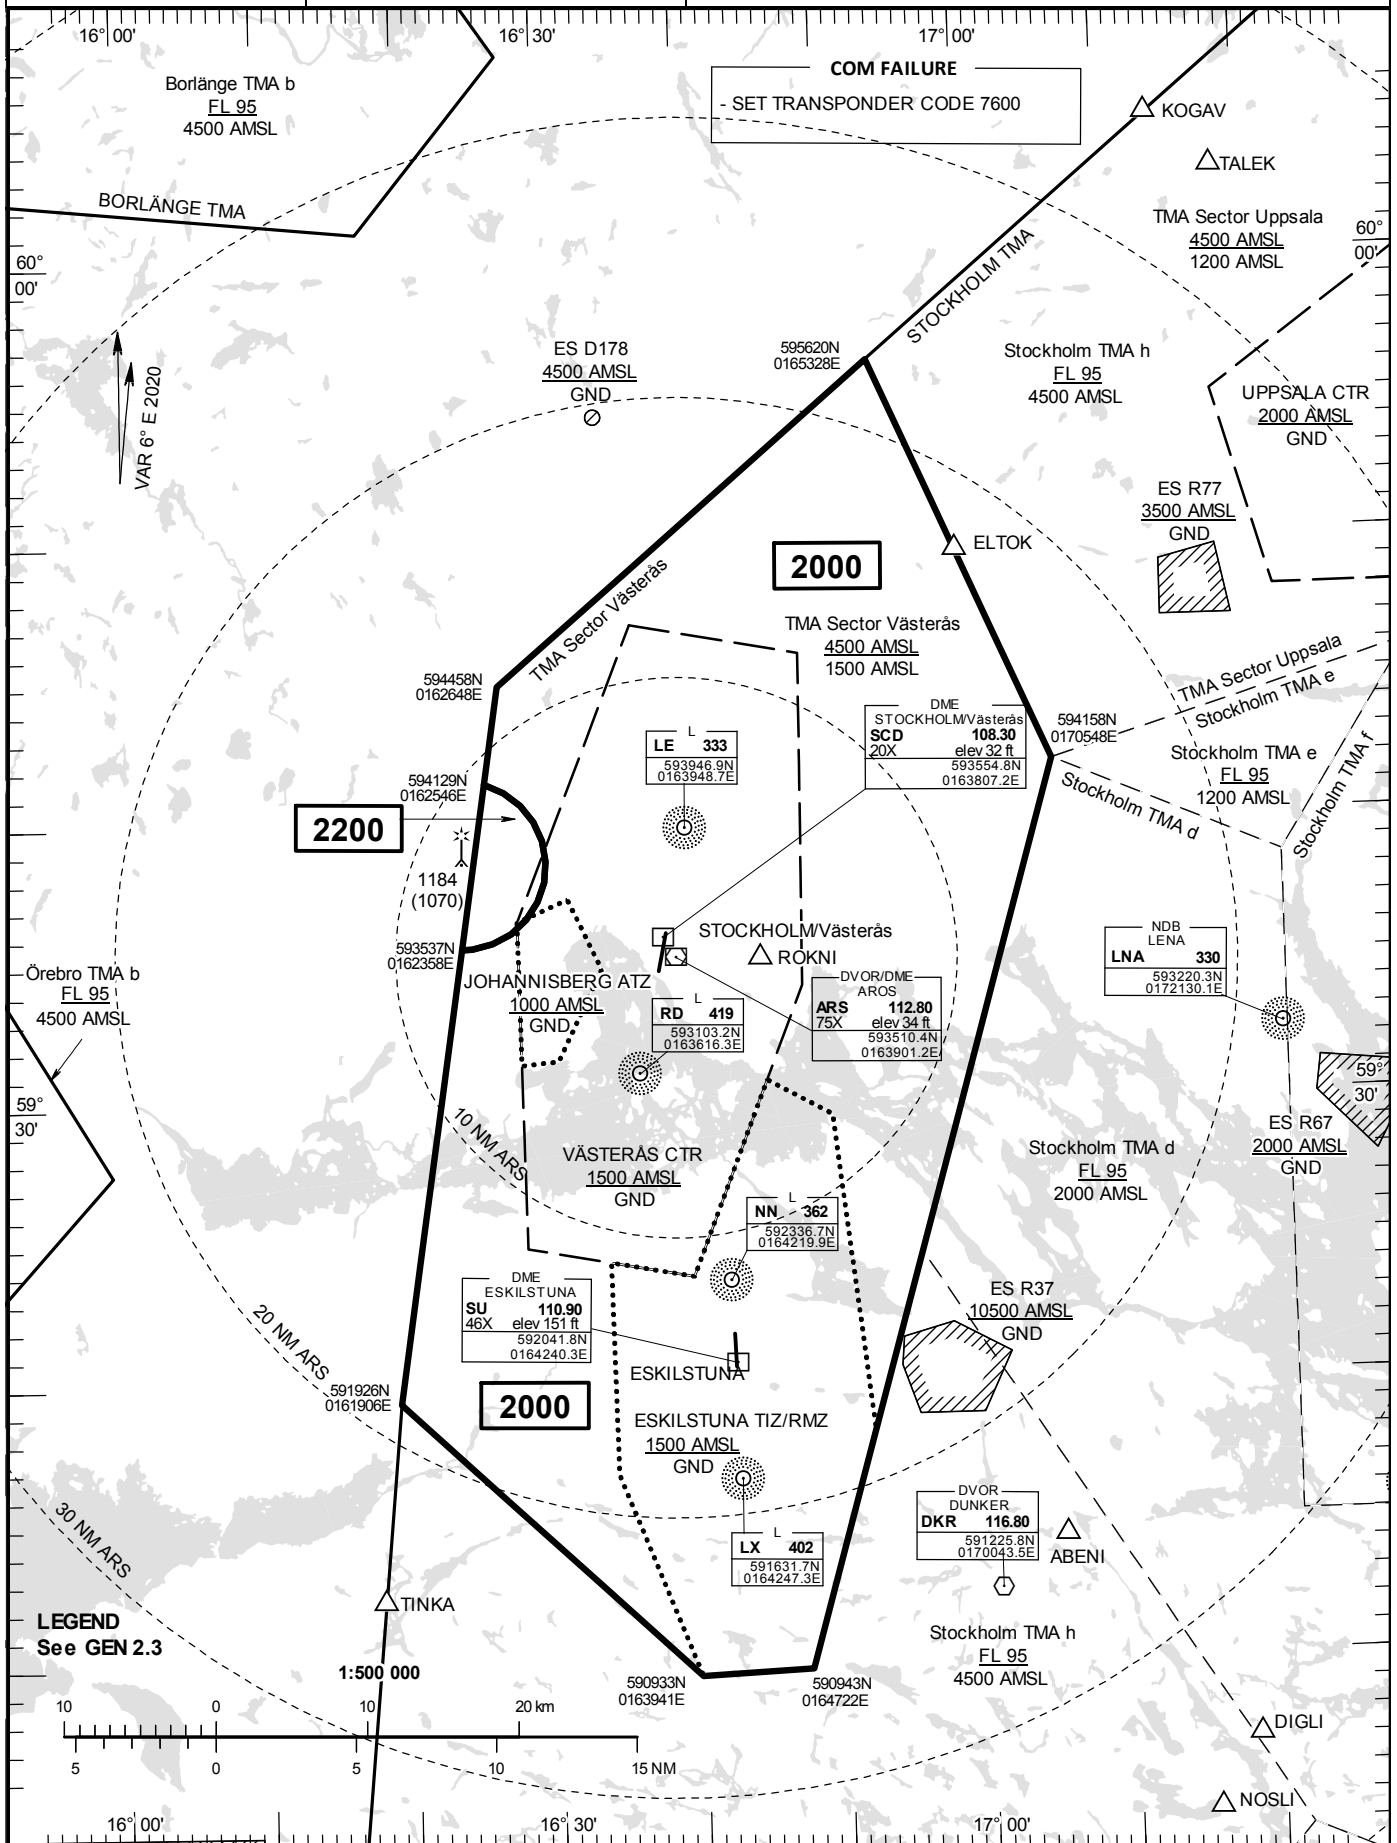 16° 00'
16° 30'
17° 00'
Borlänge TMA b
FL 95
4500 AMSL
COM FAILURE
- SET TRANSPONDER CODE 7600
KOGAV
TALEK
BORLÄNGE TMA
TMA Sector Uppsala
4500 AMSL
1200 AMSL
60°
00'
60°
00'
STOCKHOLM TMA
VAR 6° E 2020
ES D178
4500 AMSL
GND
595620N
0165328E
Stockholm TMA h
FL 95
4500 AMSL
UPPSALA CTR
2000 AMSL
GND
ES R77
3500 AMSL
GND
ELTOK
2000
TMA Sector Västerås
TMA Sector Västerås
4500 AMSL
1500 AMSL
594458N
0162648E
TMA Sector Uppsala
Stockholm TMA e
DME
STOCKHOLM/Västerås
SCD 108.30
20X elev 32 ft
593554.8N
0163807.2E
594158N
0170548E
L
LE 333
593946.9N
0163948.7E
Stockholm TMA e
FL 95
1200 AMSL
Stockholm TMA f
Stockholm TMA d
594129N
0162546E
2200
1184
(1070)
593537N
0162358E
STOCKHOLM/Västerås
ROKNI
NDB
LENA
LNA 330
593220.3N
0172130.1E
Örebro TMA b
FL 95
4500 AMSL
JOHANNISBERG ATZ
1000 AMSL
GND
DVOR/DME
AROS
ARS 112.80
75X elev 34 ft
593510.4N
0163901.2E
L
RD 419
593103.2N
0163616.3E
59°
30'
59°
30'
10 NM ARS
VÄSTERÅS CTR
1500 AMSL
GND
ES R67
2000 AMSL
GND
Stockholm TMA d
FL 95
2000 AMSL
L
NN 362
592336.7N
0164219.9E
DME
ESKILSTUNA
SU 110.90
46X elev 151 ft
592041.8N
0164240.3E
ES R37
10500 AMSL
GND
20 NM ARS
ESKILSTUNA
591926N
0161906E
2000
ESKILSTUNA TIZ/RMZ
1500 AMSL
GND
30 NM ARS
DVOR
DUNKER
DKR 116.80
591225.8N
0170043.5E
ABENI
L
LX 402
591631.7N
0164247.3E
TINKA
LEGEND
See GEN 2.3
1:500 000
Stockholm TMA h
FL 95
4500 AMSL
590933N
0163941E
590943N
0164722E
10 0 10 20 km
5 0 5 10 15 NM
DIGLI
NOSLI
16° 00'
16° 30'
17° 00'